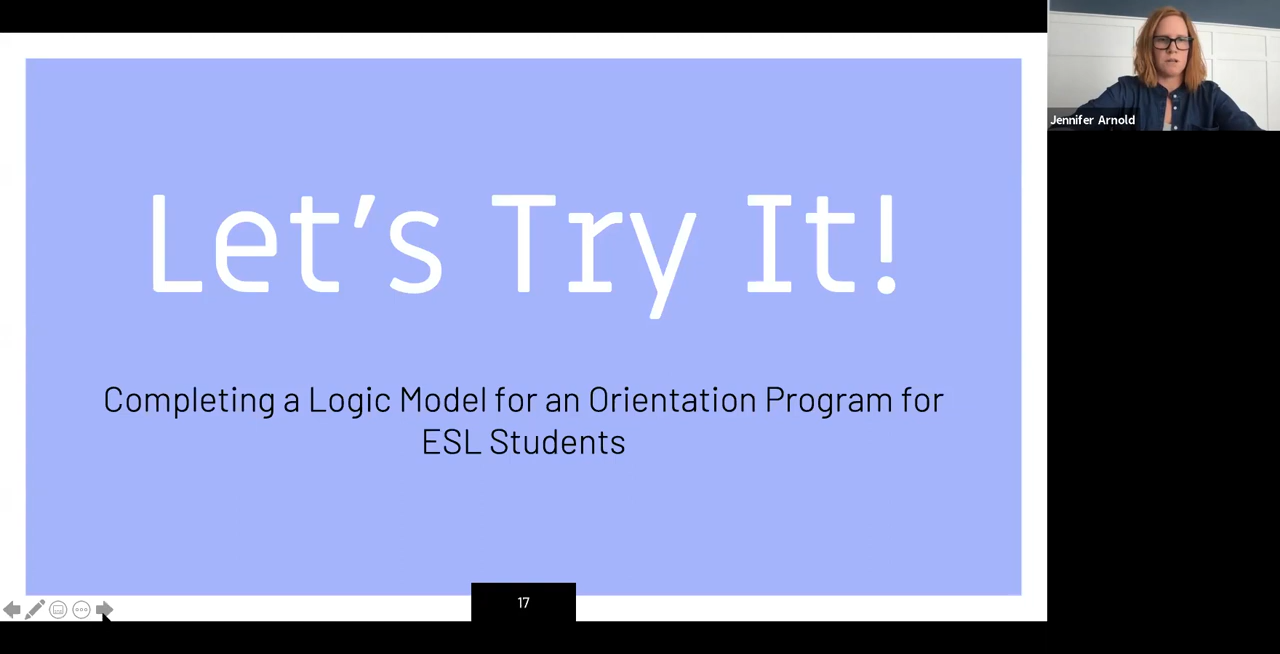 Let's Try It!
Completing a Logic Model for an Orientation Program for
ESL Students
17
Jennifer Arnold